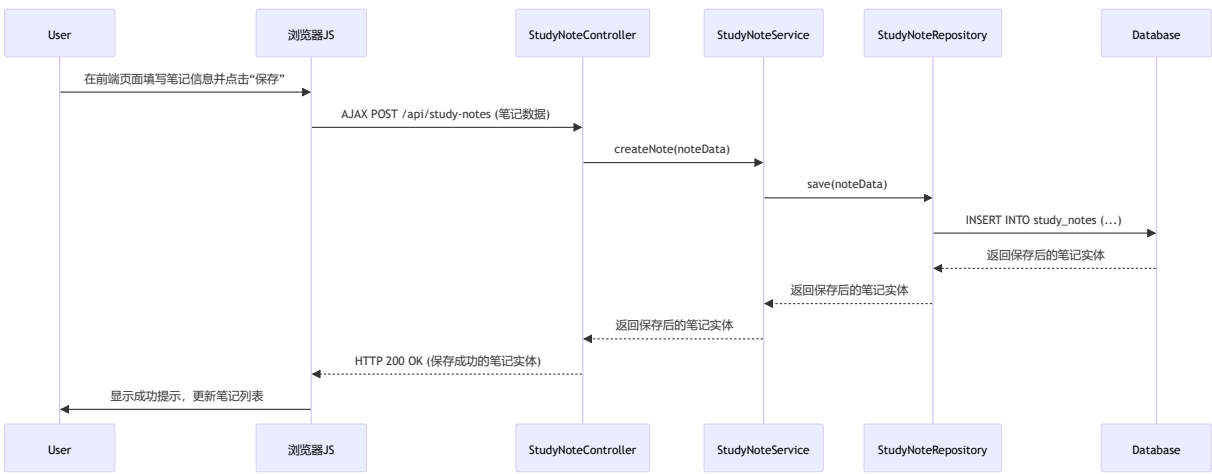 User
浏览器JS
StudyNoteController
StudyNoteService
StudyNoteRepository
Database
在前端页面填写笔记信息并点击“保存”
AJAX POST /api/study-notes (笔记数据)
createNote(noteData)
save(noteData)
INSERT INTO study_notes (...)
返回保存后的笔记实体
返回保存后的笔记实体
返回保存后的笔记实体
HTTP 200 OK (保存成功的笔记实体)
显示成功提示，更新笔记列表
User
浏览器JS
StudyNoteController
StudyNoteService
StudyNoteRepository
Database